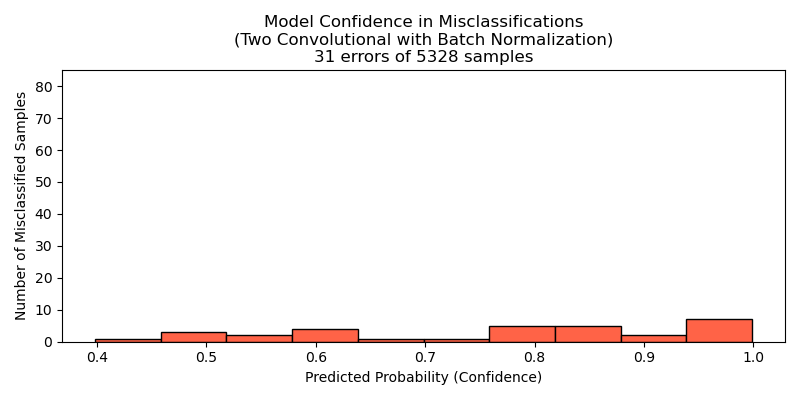 Model Confidence in Misclassifications
(Two Convolutional with Batch Normalization)
31 errors of 5328 samples
Number of Misclassified Samples
80
70
60
50
40
30
20
10
0
0.4 0.5 0.6 0.7 0.8 0.9 1.0
Predicted Probability (Confidence)